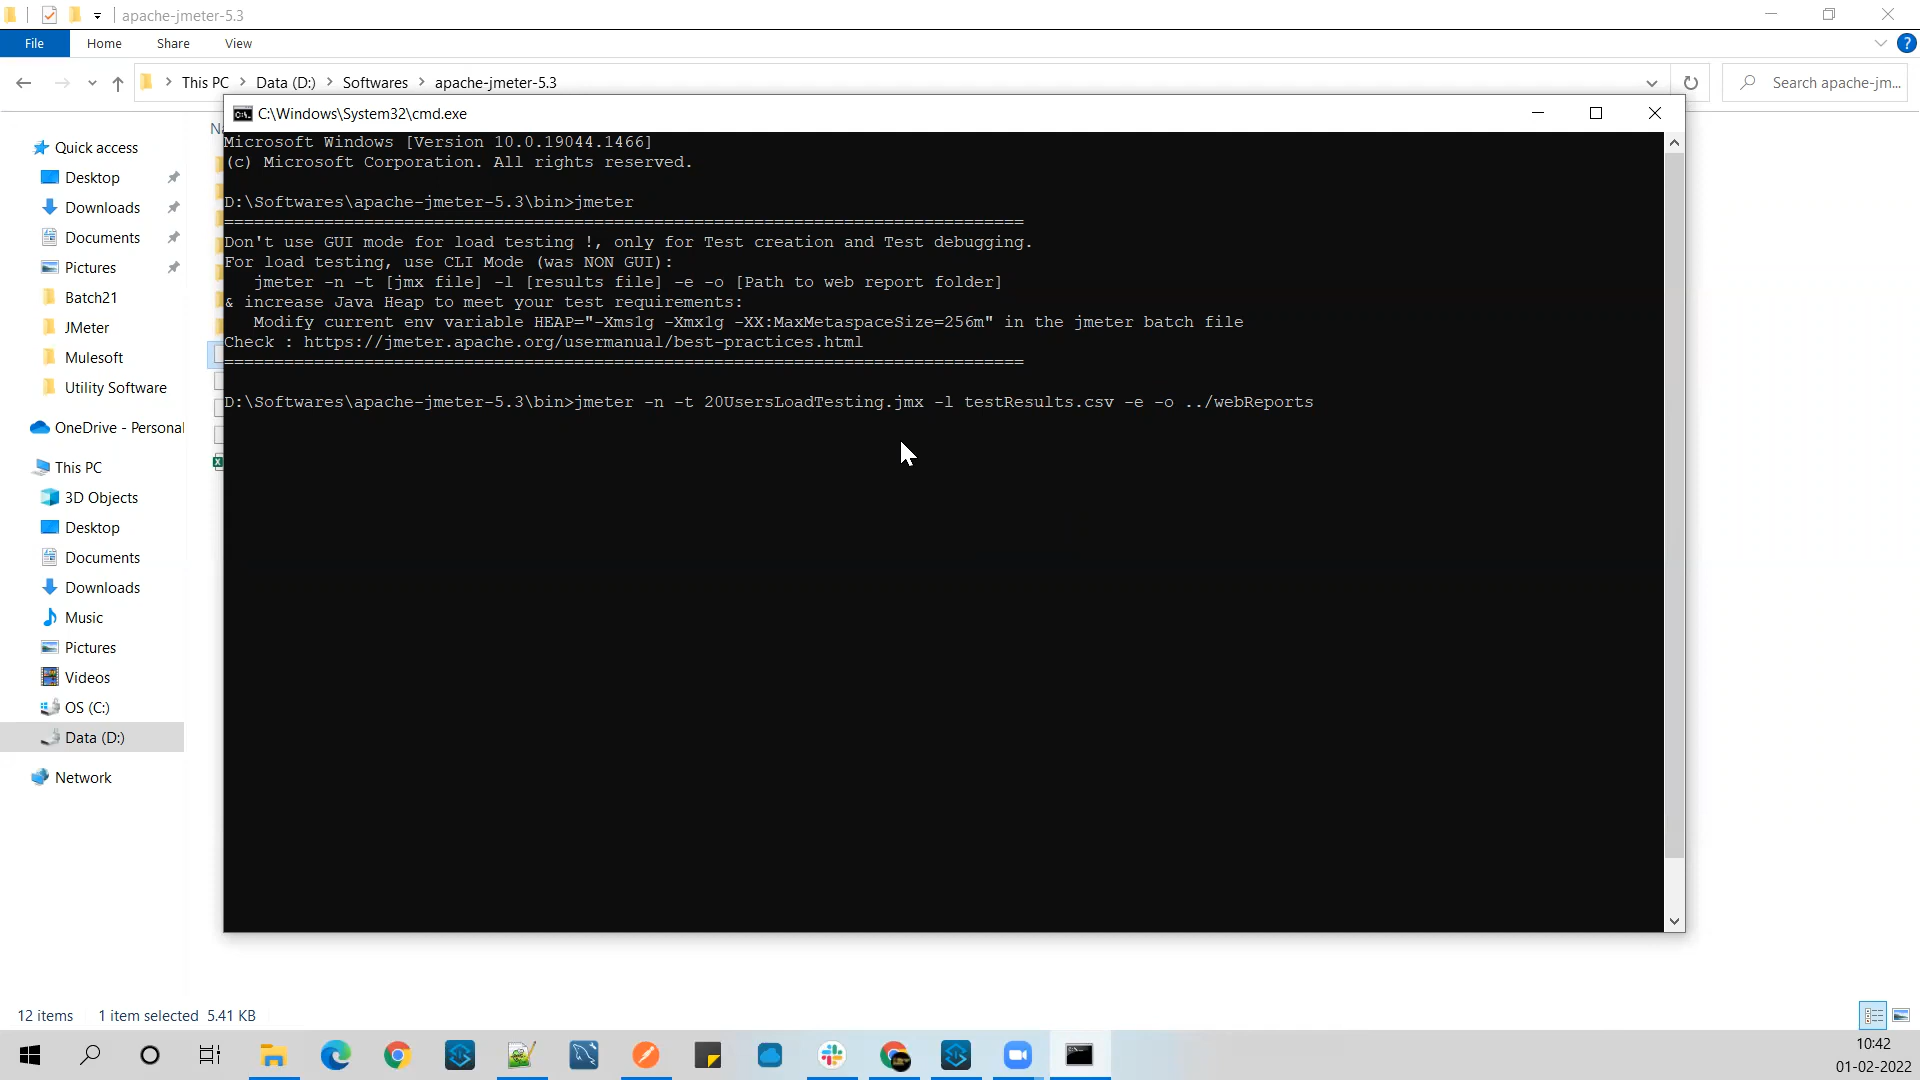 apache-jmeter-5.3
File Home Share View
This PC > Data (D:) > Softwares > apache-jmeter-5.3
Search apache-jm...
C:\Windows\System32\cmd.exe
Microsoft Windows [Version 10.0.19044.1466]
(c) Microsoft Corporation. All rights reserved.
D:\Softwares\apache-jmeter-5.3\bin>jmeter
================================================================================
Don't use GUI mode for load testing !, only for Test creation and Test debugging.
For load testing, use CLI Mode (was NON GUI):
   jmeter -n -t [jmx file] -l [results file] -e -o [Path to web report folder]
& increase Java Heap to meet your test requirements:
   Modify current env variable HEAP="-Xms1g -Xmx1g -XX:MaxMetaspaceSize=256m" in the jmeter batch file
Check : https://jmeter.apache.org/usermanual/best-practices.html
================================================================================
D:\Softwares\apache-jmeter-5.3\bin>jmeter -n -t 20UsersLoadTesting.jmx -l testResults.csv -e -o ../webReports
Quick access
Desktop
Downloads
Documents
Pictures
Batch21
JMeter
Mulesoft
Utility Software
OneDrive - Personal
This PC
3D Objects
Desktop
Documents
Downloads
Music
Pictures
Videos
OS (C:)
Data (D:)
Network
12 items 1 item selected 5.41 KB
10:42
01-02-2022